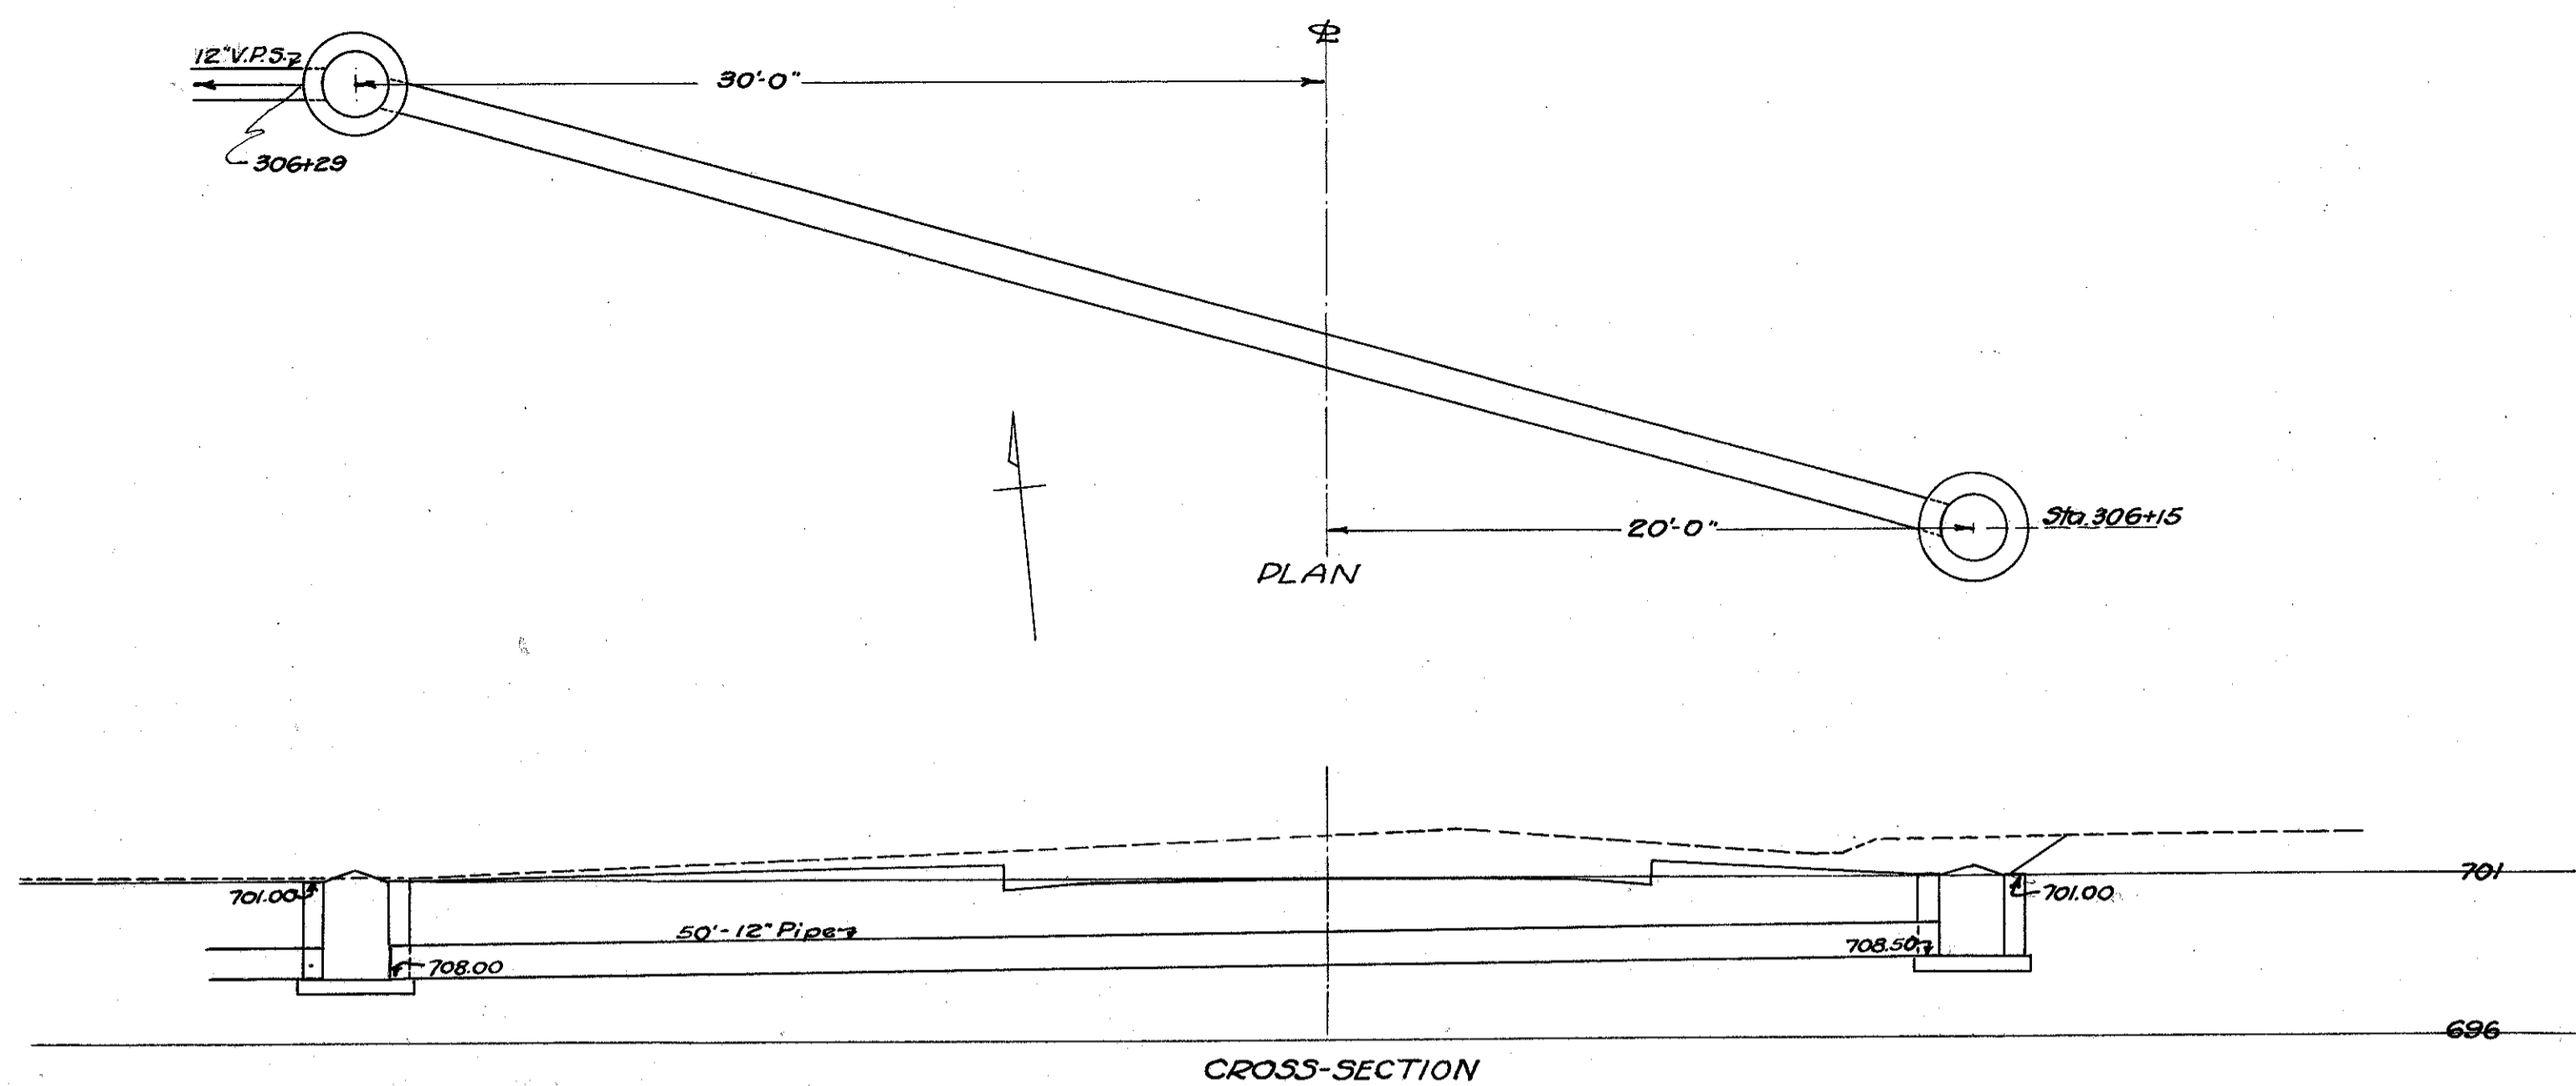 ℄
12" V.P.S.
30'-0"
306+29
20'-0"
Sta. 306+15
PLAN
701
701.00
701.00
50'-12" Pipe
708.50
708.00
696
CROSS-SECTION